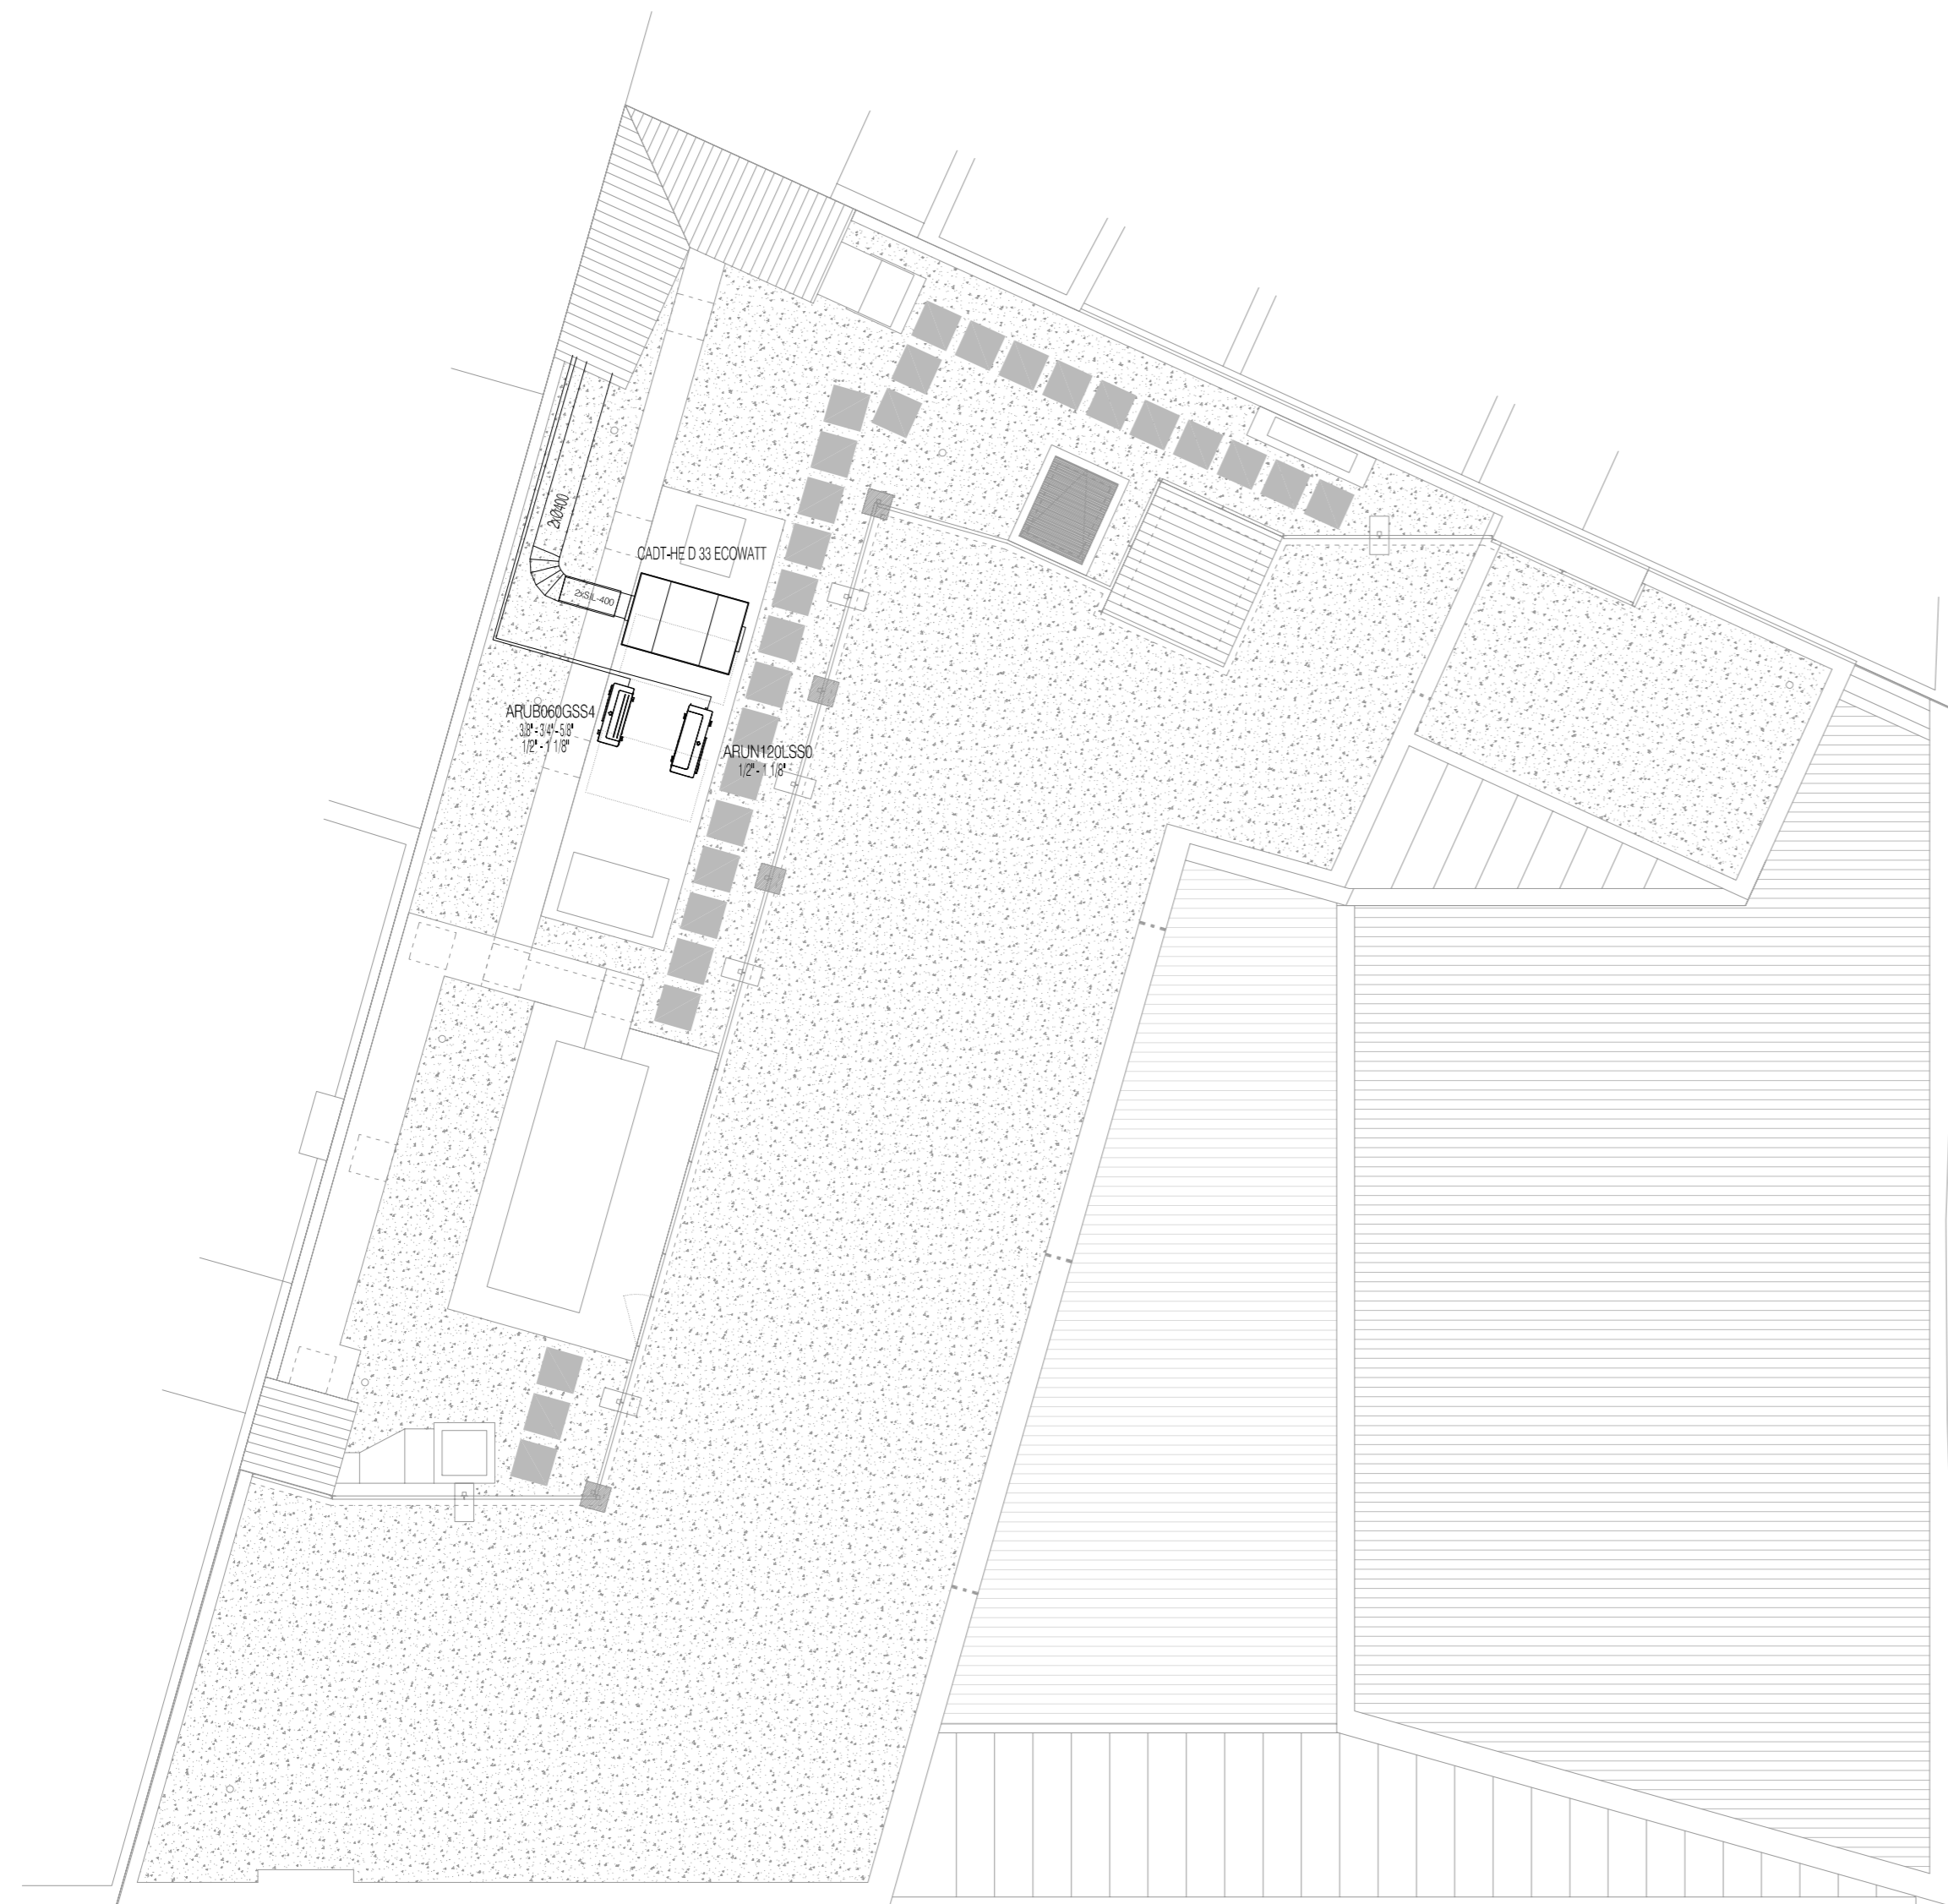 2xØ400
CADT-HE D 33 ECOWATT
2xSIL-400
ARUB060GSS4
3/8" - 3/4" - 5/8"
1/2" - 1 1/8"
ARUN120LSS0
1/2" - 1 1/8"